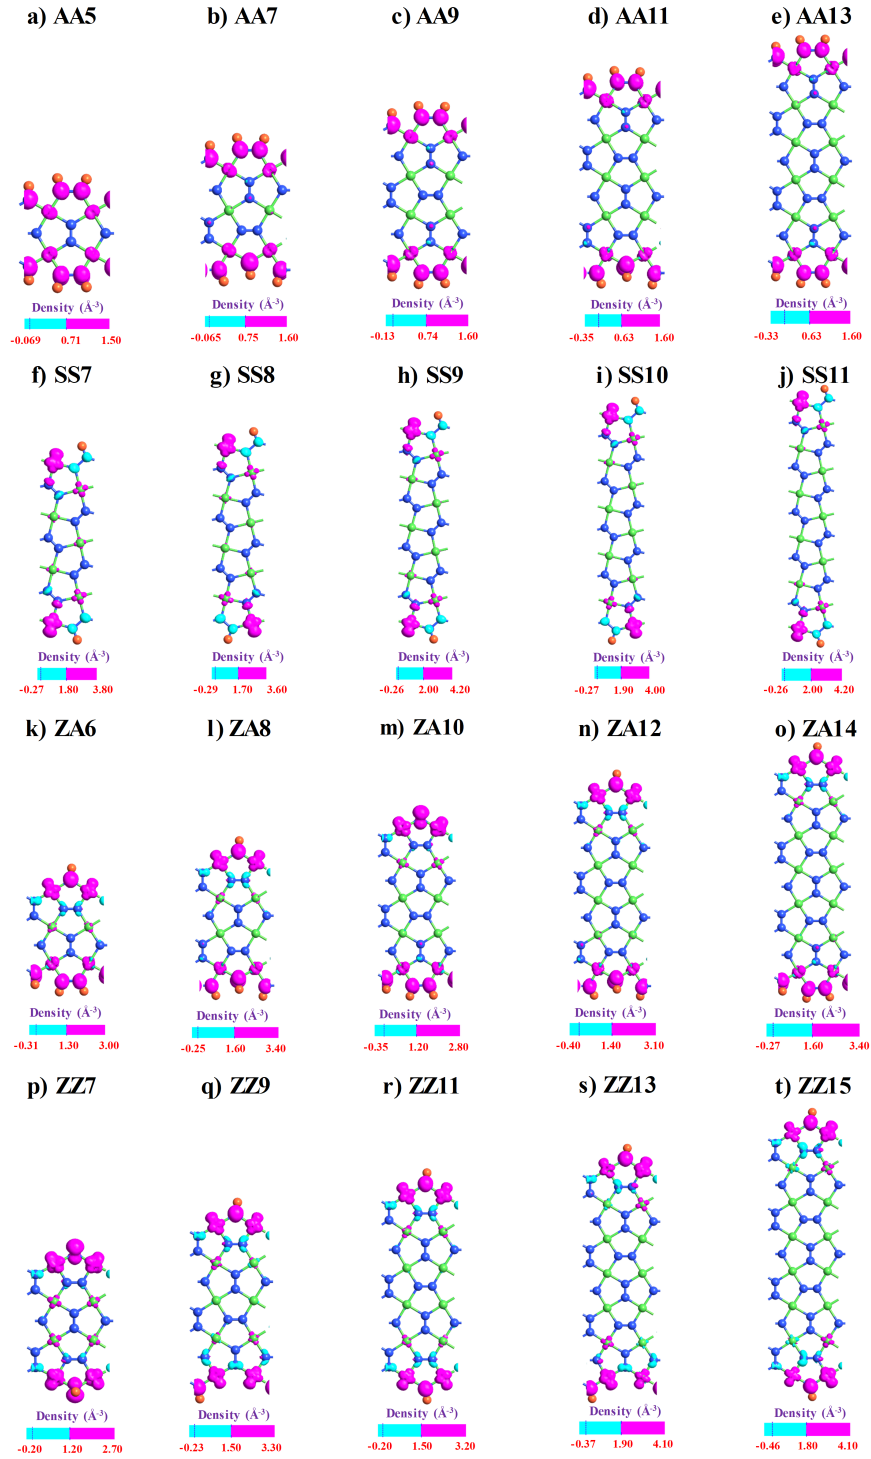 a) AA5 b) AA7 c) AA9 d) AA11 e) AA13
Density (Å-3) Density (Å-3) Density (Å-3) Density (Å-3) Density (Å-3)
-0.069 0.71 1.50 -0.065 0.75 1.60 -0.13 0.74 1.60 -0.35 0.63 1.60 -0.33 0.63 1.60
f) SS7 g) SS8 h) SS9 i) SS10 j) SS11
Density (Å-3) Density (Å-3) Density (Å-3) Density (Å-3) Density (Å-3)
-0.27 1.80 3.80 -0.29 1.70 3.60 -0.26 2.00 4.20 -0.27 1.90 4.00 -0.26 2.00 4.20
k) ZA6 l) ZA8 m) ZA10 n) ZA12 o) ZA14
Density (Å-3) Density (Å-3) Density (Å-3) Density (Å-3) Density (Å-3)
-0.31 1.30 3.00 -0.25 1.60 3.40 -0.35 1.20 2.80 -0.40 1.40 3.10 -0.27 1.60 3.40
p) ZZ7 q) ZZ9 r) ZZ11 s) ZZ13 t) ZZ15
Density (Å-3) Density (Å-3) Density (Å-3) Density (Å-3) Density (Å-3)
-0.20 1.20 2.70 -0.23 1.50 3.30 -0.20 1.50 3.20 -0.37 1.90 4.10 -0.46 1.80 4.10